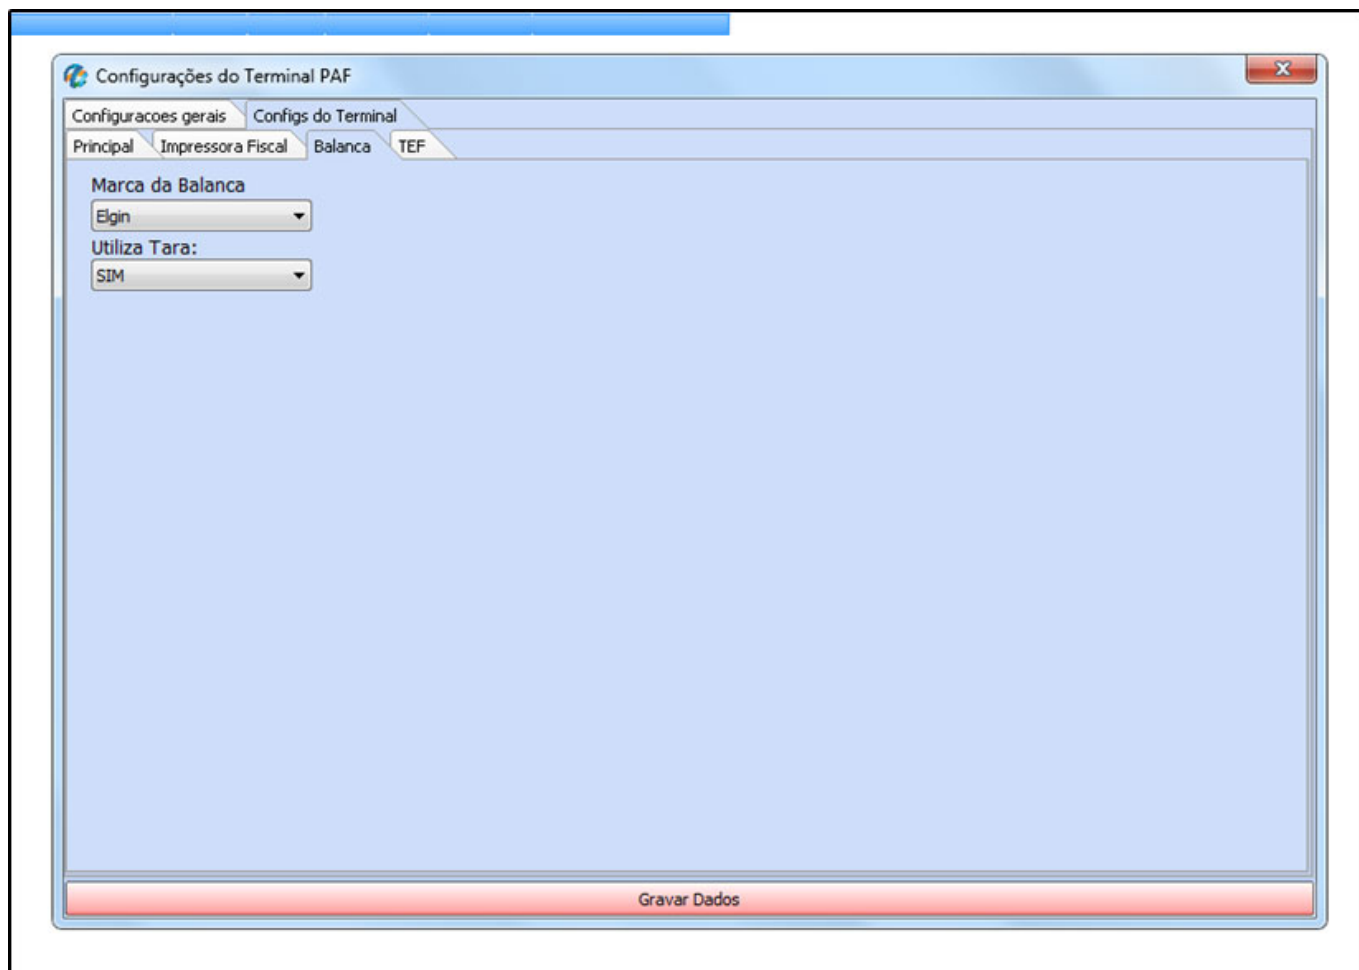 Configurações do Terminal PAF
Configuracoes gerais Configs do Terminal
Principal Impressora Fiscal Balanca TEF
Marca da Balanca
Elgin
Utiliza Tara:
SIM
Gravar Dados